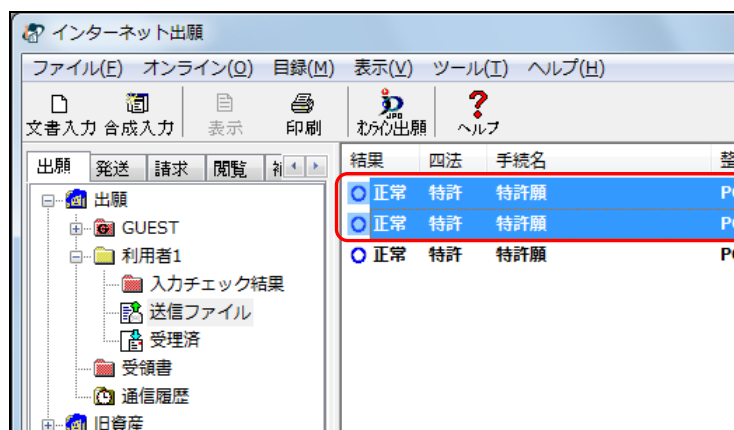 インターネット出願
ファイル(F) オンライン(O) 目録(M) 表示(V) ツール(T) ヘルプ(H)
文書入力 合成入力 表示 印刷 オンライン出願 ヘルプ
出願 発送 請求 閲覧
結果 四法 手続名 整
正常 特許 特許願
正常 特許 特許願
正常 特許 特許願
出願
GUEST
利用者1
入力チェック結果
送信ファイル
受理済
受領書
通信履歴
旧資産